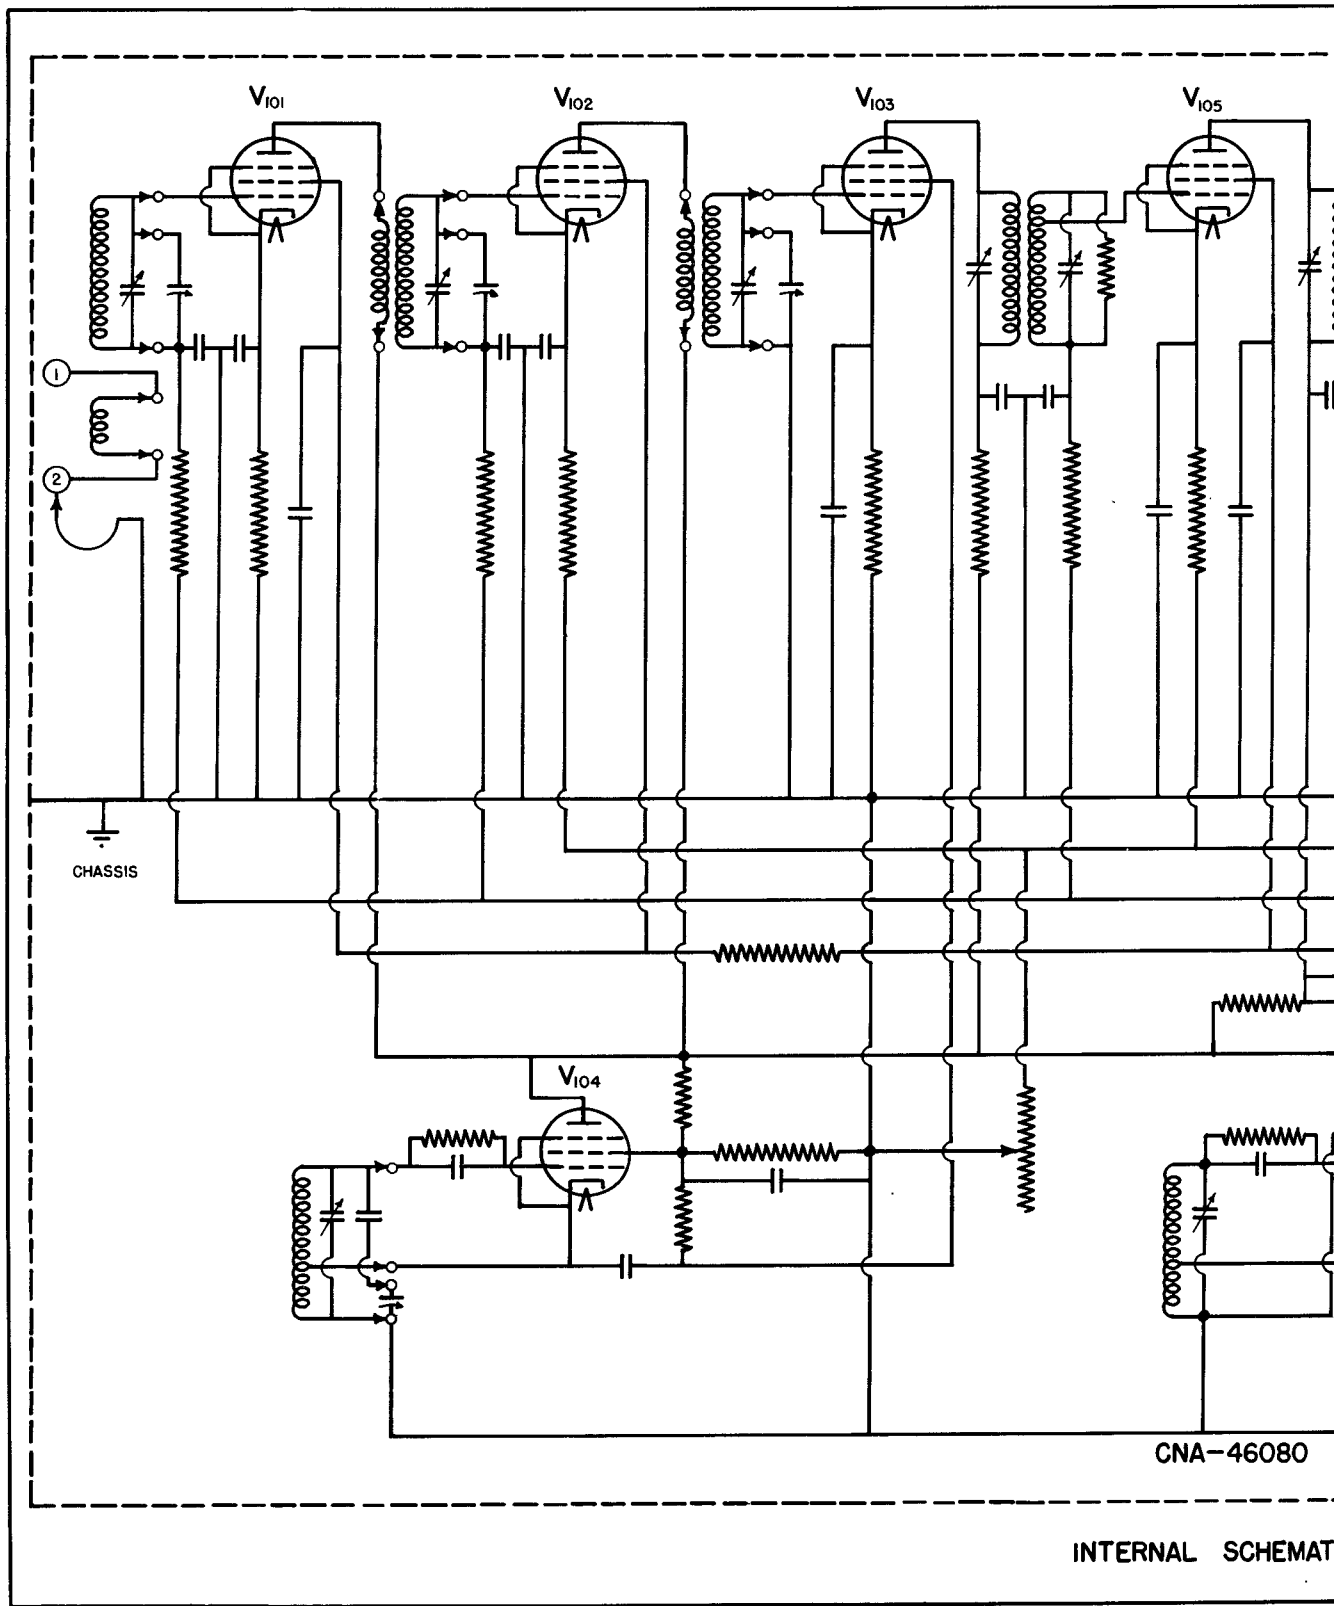 V101
V102
V103
V105
1
2
CHASSIS
V104
CNA-46080
INTERNAL SCHEMAT